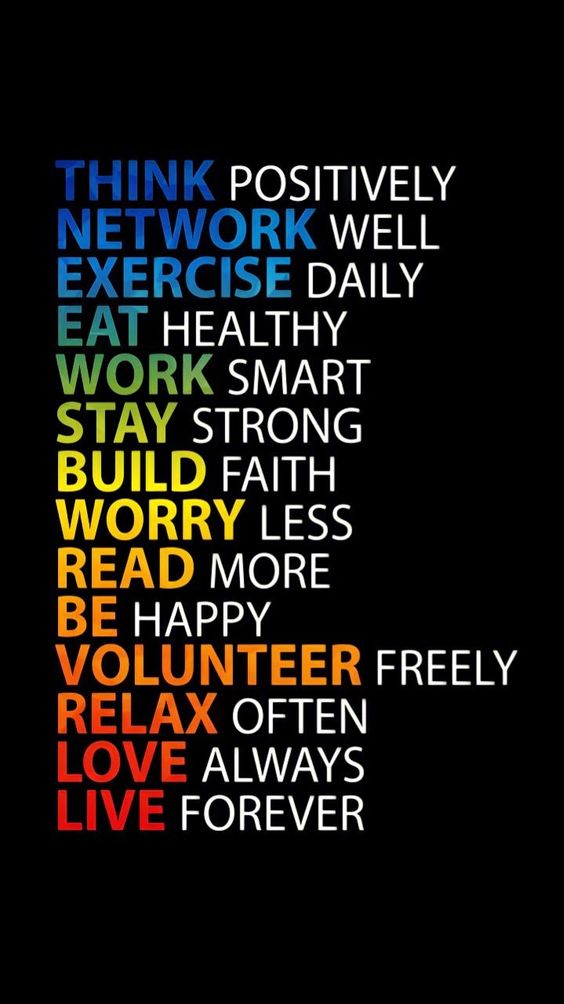 THINK POSITIVELY
NETWORK WELL
EXERCISE DAILY
EAT HEALTHY
WORK SMART
STAY STRONG
BUILD FAITH
WORRY LESS
READ MORE
BE HAPPY
VOLUNTEER FREELY
RELAX OFTEN
LOVE ALWAYS
LIVE FOREVER